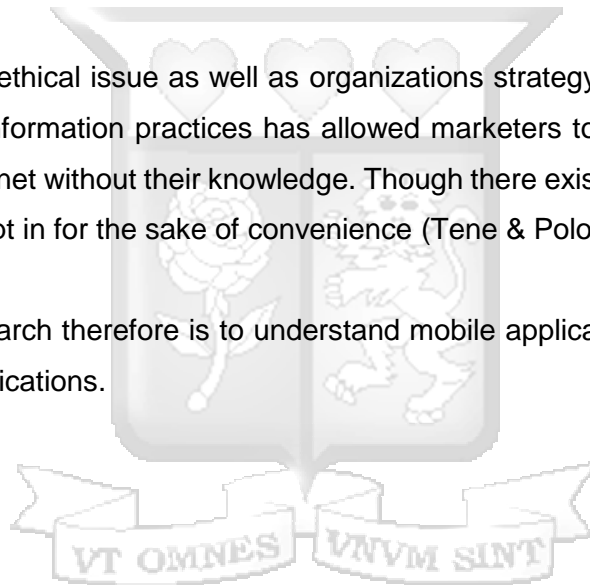 ethical issue as well as organizations strategy
nformation practices has allowed marketers to
net without their knowledge. Though there exis
ot in for the sake of convenience (Tene & Polo
arch therefore is to understand mobile applica
ications.
VT OMNES VNVM SINT